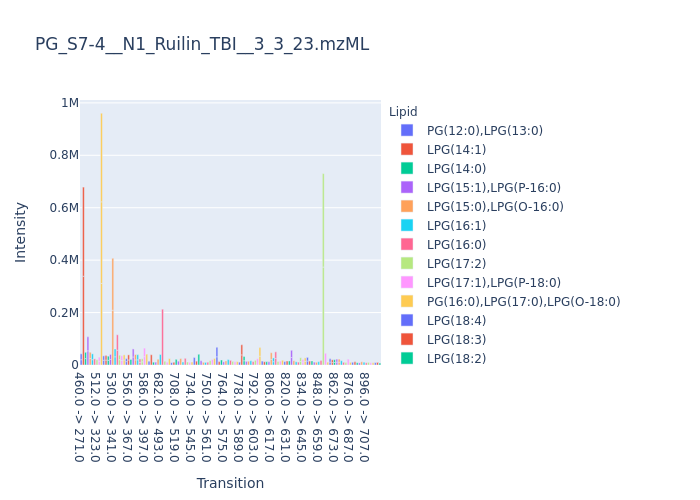 PG_S7-4__N1_Ruilin_TBI__3_3_23.mzML
Lipid
PG(12:0),LPG(13:0)
LPG(14:1)
LPG(14:0)
LPG(15:1),LPG(P-16:0)
LPG(15:0),LPG(O-16:0)
LPG(16:1)
LPG(16:0)
LPG(17:2)
LPG(17:1),LPG(P-18:0)
PG(16:0),LPG(17:0),LPG(O-18:0)
LPG(18:4)
LPG(18:3)
LPG(18:2)
Intensity
1M
0.8M
0.6M
0.4M
0.2M
0
460.0 -> 271.0
512.0 -> 323.0
530.0 -> 341.0
556.0 -> 367.0
586.0 -> 397.0
682.0 -> 493.0
708.0 -> 519.0
734.0 -> 545.0
750.0 -> 561.0
764.0 -> 575.0
778.0 -> 589.0
792.0 -> 603.0
806.0 -> 617.0
820.0 -> 631.0
834.0 -> 645.0
848.0 -> 659.0
862.0 -> 673.0
876.0 -> 687.0
896.0 -> 707.0
Transition